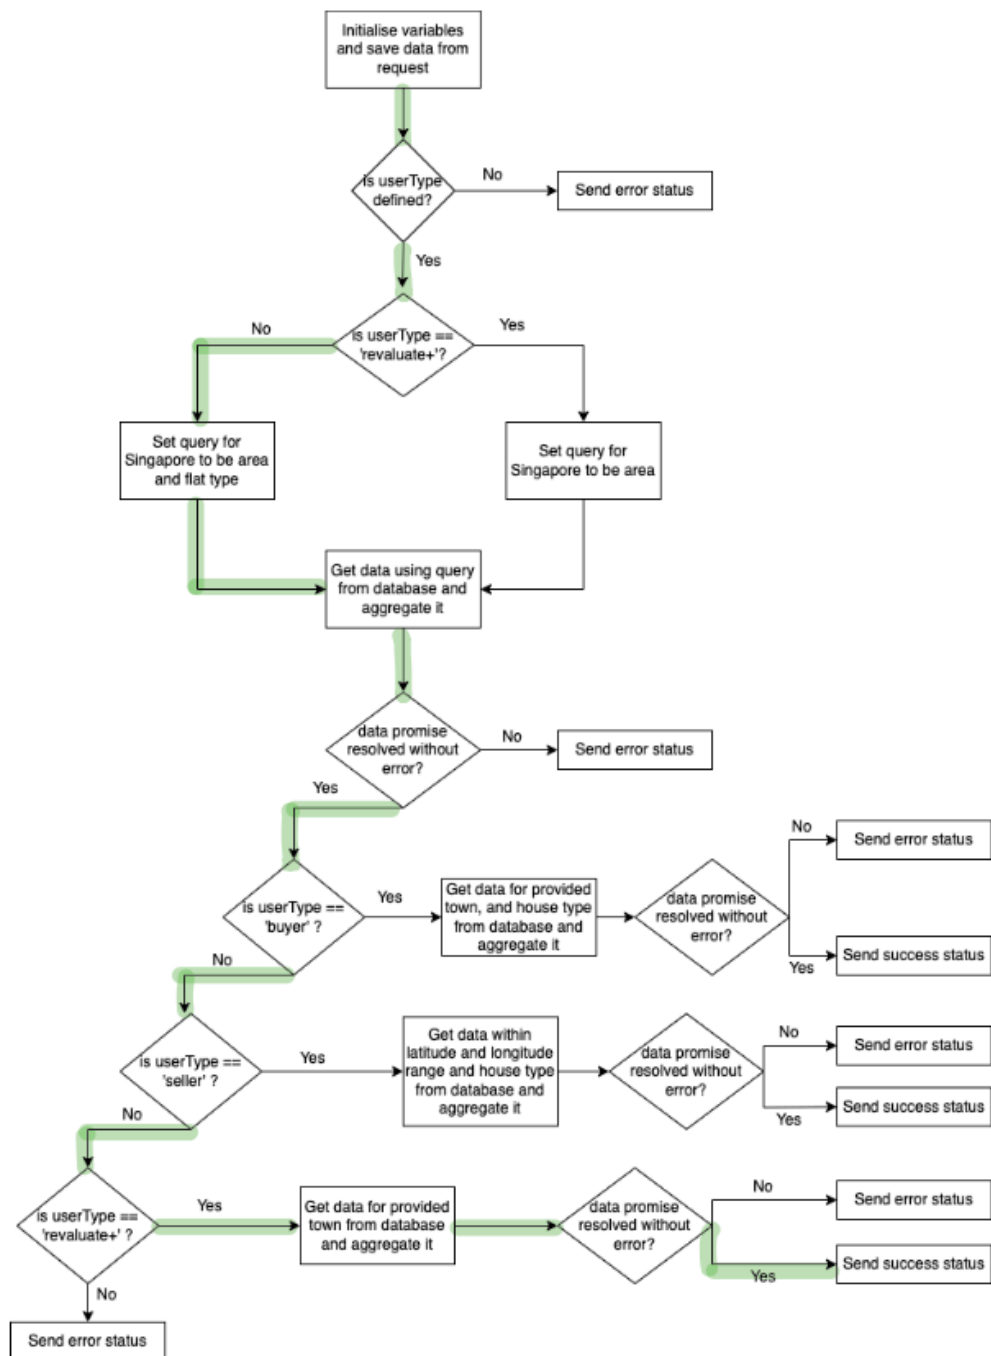 Initialise variables
and save data from
request
is userType
defined?
No
Send error status
Yes
is userType ==
'revaluate+'?
No
Yes
Set query for
Singapore to be area
and flat type
Set query for
Singapore to be area
Get data using query
from database and
aggregate it
data promise
resolved without
error?
No
Send error status
Yes
is userType ==
'buyer' ?
Yes
Get data for provided
town, and house type
from database and
aggregate it
data promise
resolved without
error?
No
Send error status
Yes
Send success status
No
is userType ==
'seller' ?
Yes
Get data within
latitude and longitude
range and house type
from database and
aggregate it
data promise
resolved without
error?
No
Send error status
Yes
Send success status
No
is userType ==
'revaluate+' ?
Yes
Get data for provided
town from database
and aggregate it
data promise
resolved without
error?
No
Send error status
Yes
Send success status
No
Send error status